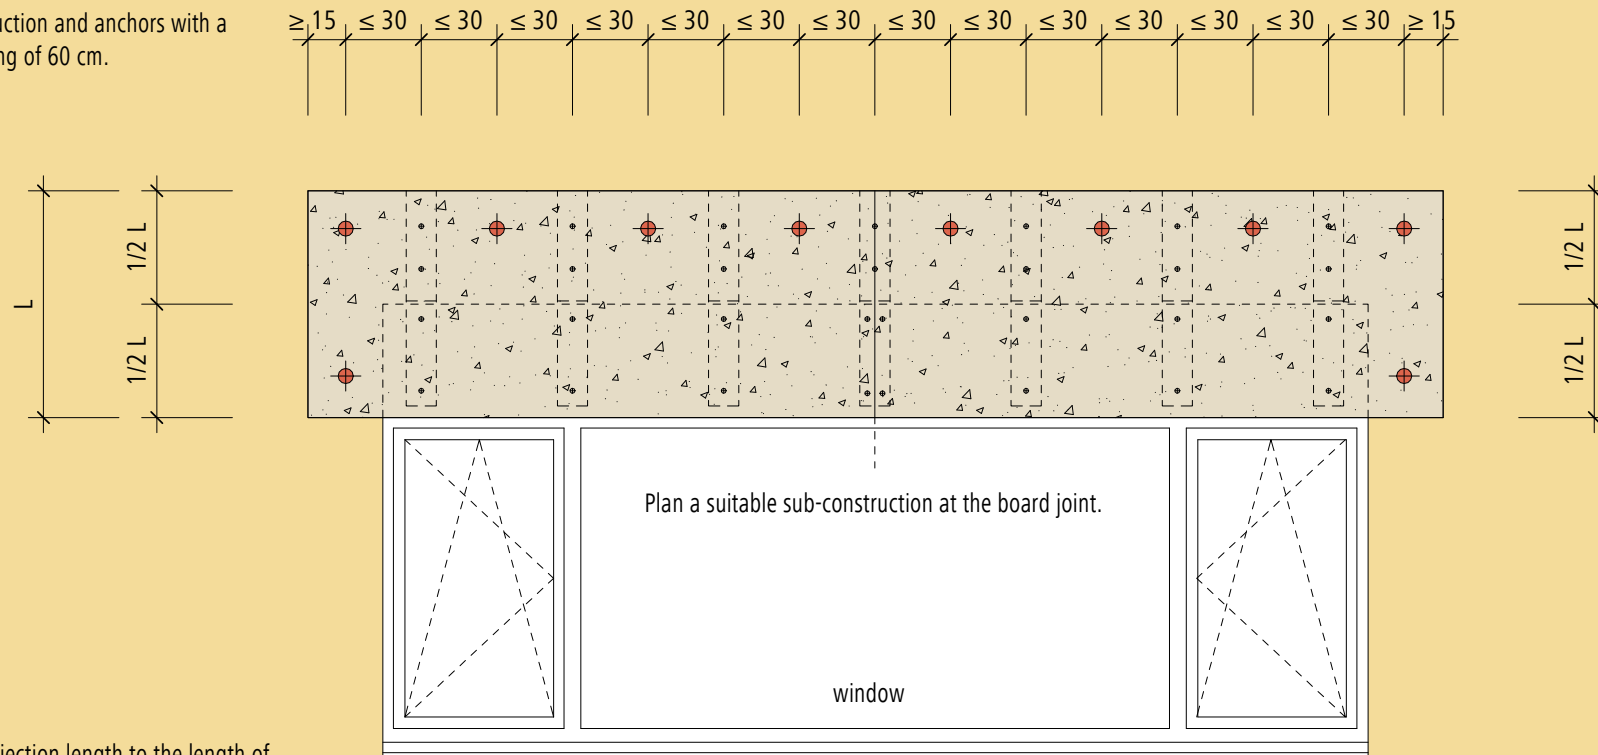 uction and anchors with a
ng of 60 cm.
≥ 15 ≤ 30 ≤ 30 ≤ 30 ≤ 30 ≤ 30 ≤ 30 ≤ 30 ≤ 30 ≤ 30 ≤ 30 ≤ 30 ≤ 30 ≤ 30 ≤ 30 ≥ 15
L
1/2 L
1/2 L
1/2 L
1/2 L
Plan a suitable sub-construction at the board joint.
window
jection length to the length of